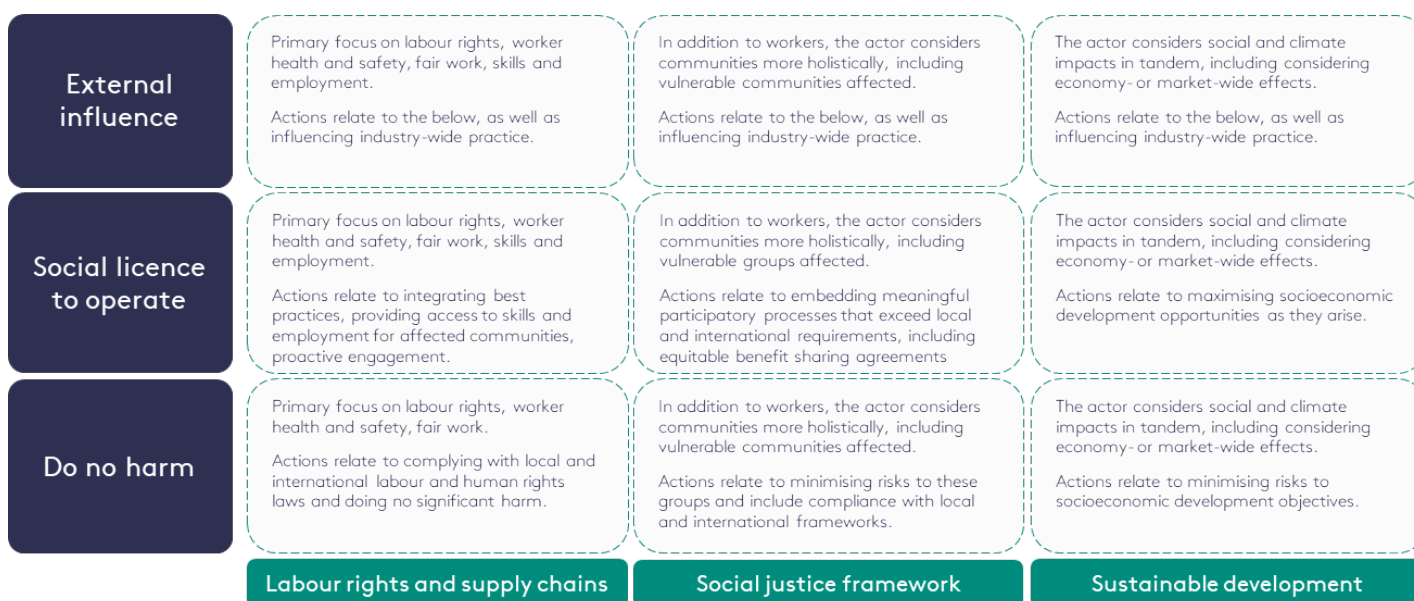 External
influence
Primary focus on labour rights, worker
health and safety, fair work, skills and
employment.
Actions relate to the below, as well as
influencing industry-wide practice.
In addition to workers, the actor considers
communities more holistically, including
vulnerable communities affected.
Actions relate to the below, as well as
influencing industry-wide practice.
The actor considers social and climate
impacts in tandem, including considering
economy- or market-wide effects.
Actions relate to the below, as well as
influencing industry-wide practice.
Social licence
to operate
Primary focus on labour rights, worker
health and safety, fair work, skills and
employment.
Actions relate to integrating best
practices, providing access to skills and
employment for affected communities,
proactive engagement.
In addition to workers, the actor considers
communities more holistically, including
vulnerable groups affected.
Actions relate to embedding meaningful
participatory processes that exceed local
and international requirements, including
equitable benefit sharing agreements
The actor considers social and climate
impacts in tandem, including considering
economy- or market-wide effects.
Actions relate to maximising socioeconomic
development opportunities as they arise.
Do no harm
Primary focus on labour rights, worker
health and safety, fair work.
Actions relate to complying with local and
international labour and human rights
laws and doing no significant harm.
In addition to workers, the actor considers
communities more holistically, including
vulnerable communities affected.
Actions relate to minimising risks to these
groups and include compliance with local
and international frameworks.
The actor considers social and climate
impacts in tandem, including considering
economy- or market-wide effects.
Actions relate to minimising risks to
socioeconomic development objectives.
Labour rights and supply chains
Social justice framework
Sustainable development